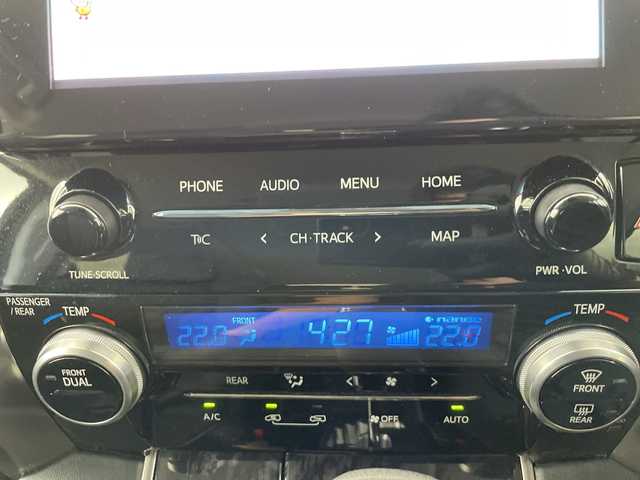 PHONE AUDIO MENU HOME
T C < CH·TRACK > MAP
TUNE·SCROLL PWR·VOL
PASSENGER
/REAR
TEMP TEMP
FRONT
22.0 4:27 nanoe 22.0
FRONT
DUAL
REAR < >
FRONT
REAR
A/C OFF AUTO